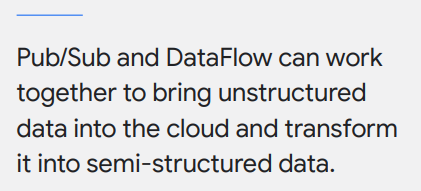 Pub/Sub and DataFlow can work
together to bring unstructured
data into the cloud and transform
it into semi-structured data.